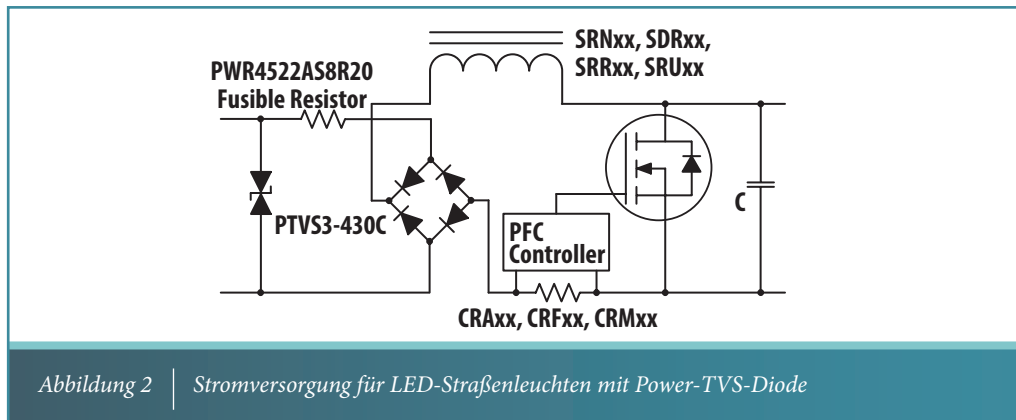 SRNxx, SDRxx,
SRRxx, SRUxx
PWR4522AS8R20
Fusible Resistor
PTVS3-430C
C
PFC
Controller
CRAxx, CRFxx, CRMxx
Abbildung 2 | Stromversorgung für LED-Straßenleuchten mit Power-TVS-Diode